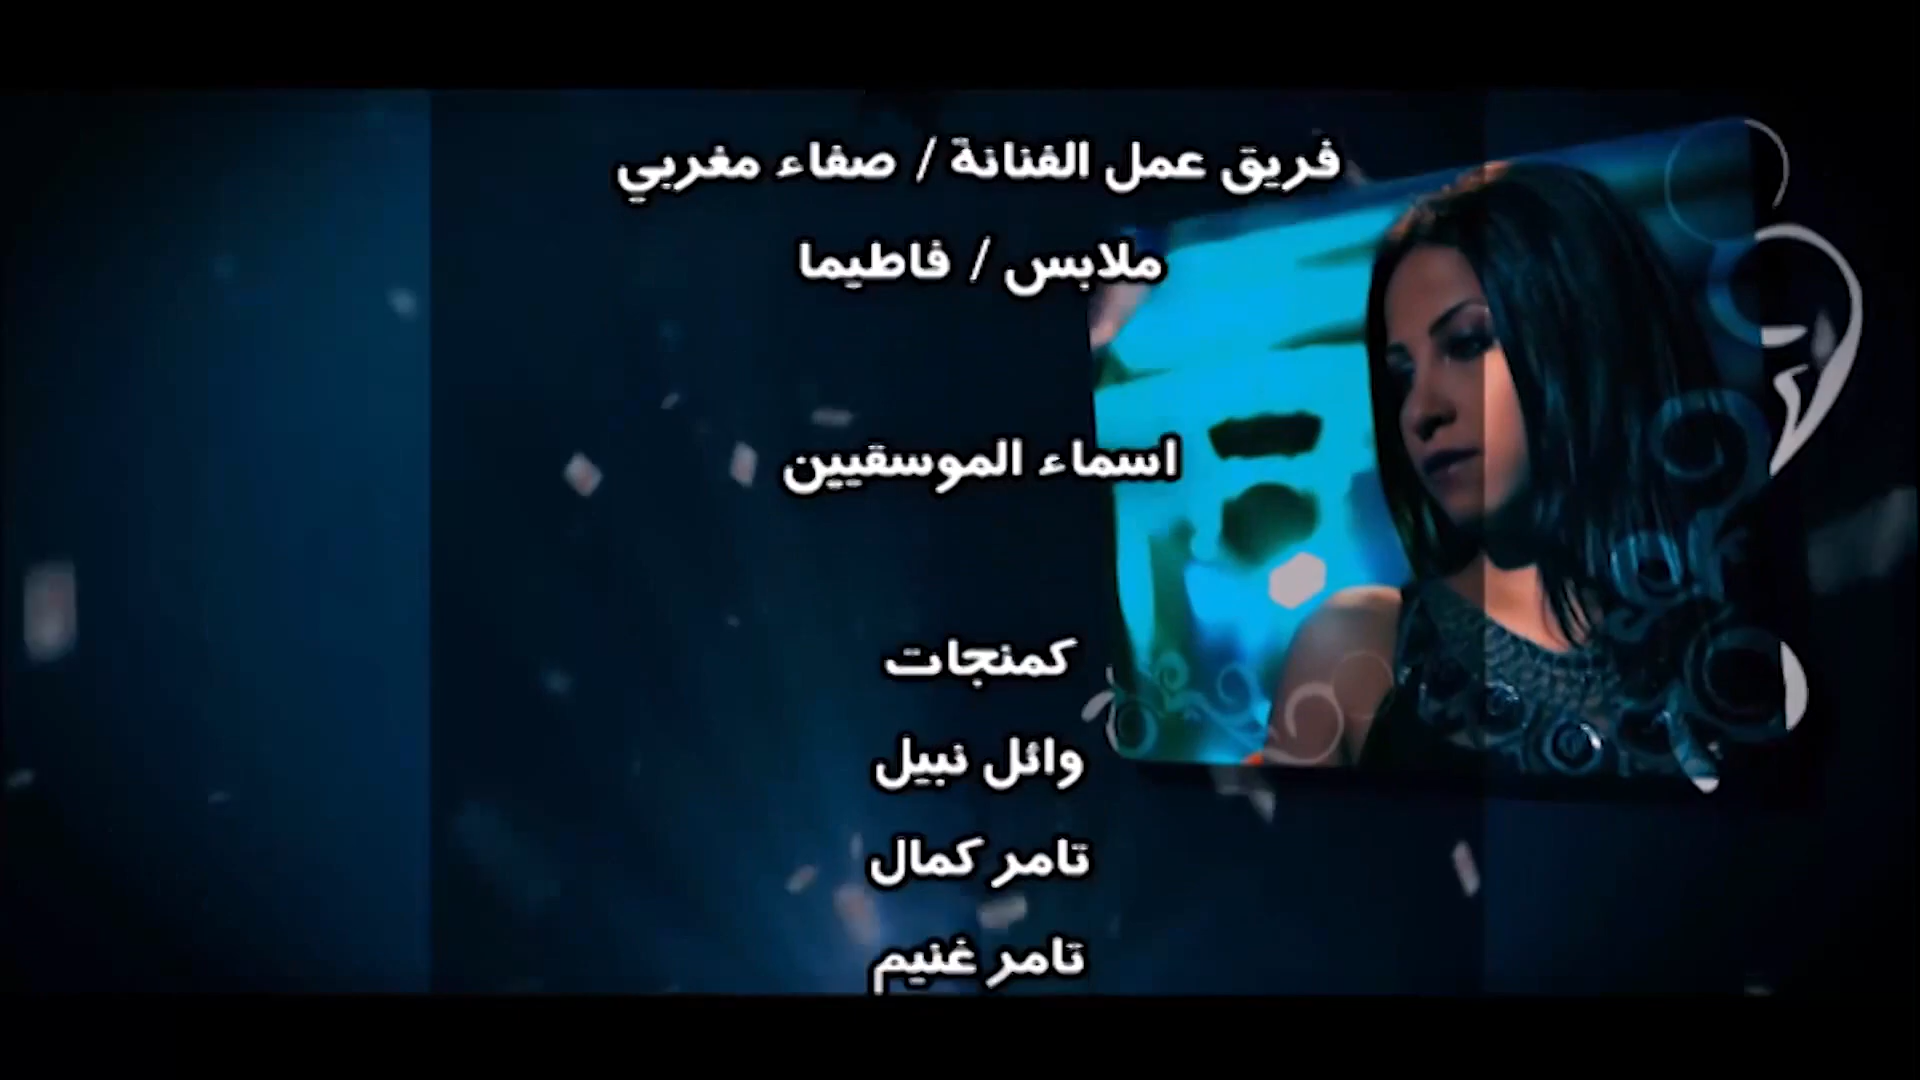 فريق عمل الفنانة / صفاء مغربي
ملابس / فاطيما
اسماء الموسقيين
كمنجات
وائل نبيل
تامر كمال
تامر غنيم